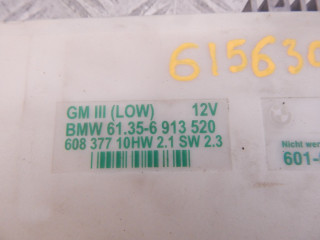 615630
GM III (LOW) 12V
BMW 61.35-6 913 520
608 377 10HW 2.1 SW 2.3
Nicht
601-